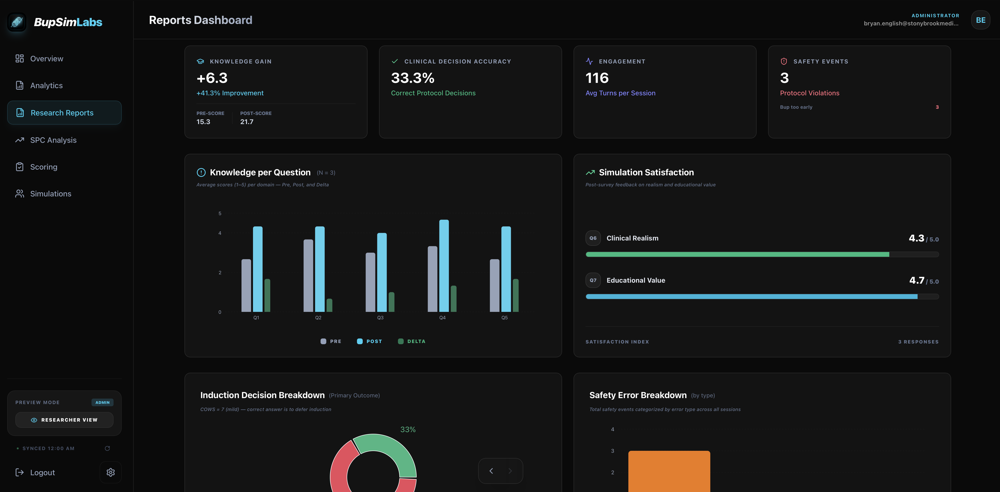 BupSimLabs
Overview
Analytics
Research Reports
SPC Analysis
Scoring
Simulations
PREVIEW MODE
ADMIN
RESEARCHER VIEW
SYNCED 12:00 AM
Logout
Reports Dashboard
ADMINISTRATOR
bryan.english@stonybrookmedi...
BE
KNOWLEDGE GAIN
+6.3
+41.3% Improvement
PRE-SCORE
15.3
POST-SCORE
21.7
CLINICAL DECISION ACCURACY
33.3%
Correct Protocol Decisions
ENGAGEMENT
116
Avg Turns per Session
SAFETY EVENTS
3
Protocol Violations
Bup too early 3
Knowledge per Question (N = 3)
Average scores (1–5) per domain — Pre, Post, and Delta
5
4
2
0
Q1 Q2 Q3 Q4 Q5
PRE POST DELTA
Simulation Satisfaction
Post-survey feedback on realism and educational value
Q6 Clinical Realism 4.3 / 5.0
Q7 Educational Value 4.7 / 5.0
SATISFACTION INDEX 3 RESPONSES
Induction Decision Breakdown (Primary Outcome)
COWS = 7 (mild) — correct answer is to defer induction
33%
Safety Error Breakdown (by type)
Total safety events categorized by error type across all sessions
4
3
2